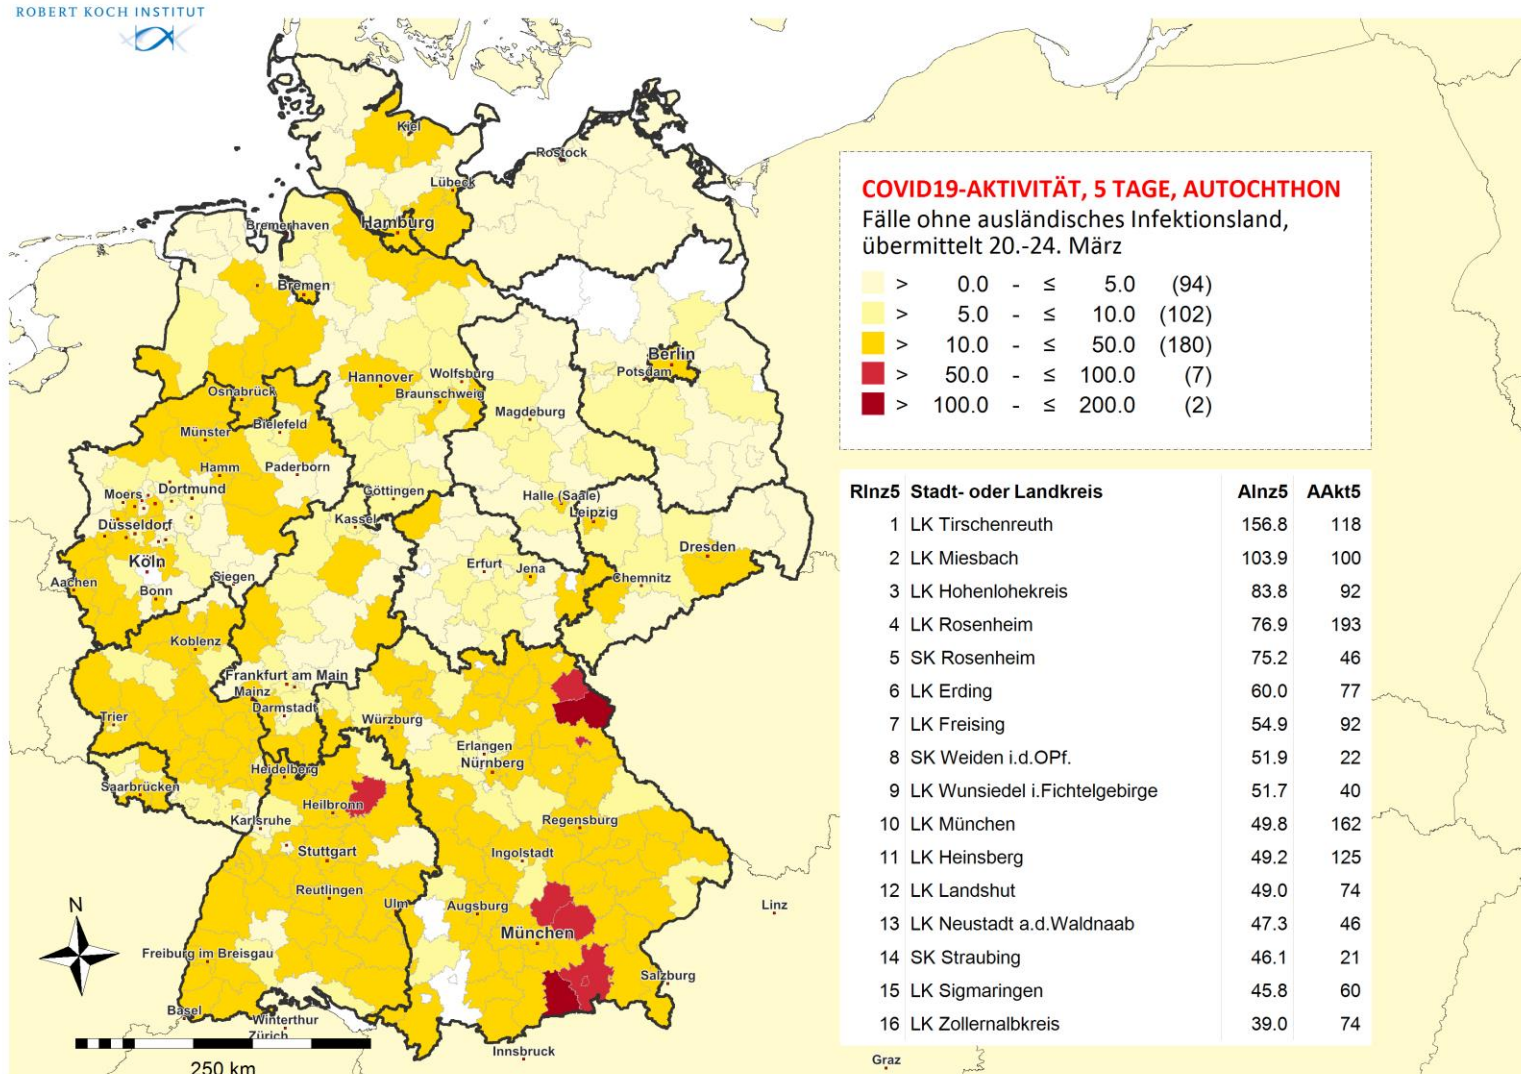 ROBERT KOCH INSTITUT
Kiel
Rostock
Lübeck
Hamburg
Bremerhaven
Bremen
Berlin
Potsdam
Wolfsburg
Hannover
Braunschweig
Osnabrück
Magdeburg
Bielefeld
Münster
Hamm
Paderborn
Moers
Dortmund
Göttingen
Halle (Saale)
Leipzig
Düsseldorf
Kassel
Dresden
Köln
Erfurt
Jena
Chemnitz
Siegen
Aachen
Bonn
Koblenz
Frankfurt am Main
Mainz
Darmstadt
Trier
Würzburg
Erlangen
Nürnberg
Heidelberg
Saarbrücken
Heilbronn
Karlsruhe
Regensburg
Stuttgart
Ingolstadt
Reutlingen
Ulm
Augsburg
Linz
München
Freiburg im Breisgau
Salzburg
Basel
Winterthur
Zürich
Innsbruck
Graz
N
250 km
COVID19-AKTIVITÄT, 5 TAGE, AUTOCHTHON
Fälle ohne ausländisches Infektionsland,
übermittelt 20.-24. März
> 0.0 - ≤ 5.0 (94)
> 5.0 - ≤ 10.0 (102)
> 10.0 - ≤ 50.0 (180)
> 50.0 - ≤ 100.0 (7)
> 100.0 - ≤ 200.0 (2)
RInz5 Stadt- oder Landkreis AInz5 AAkt5
1 LK Tirschenreuth 156.8 118
2 LK Miesbach 103.9 100
3 LK Hohenlohekreis 83.8 92
4 LK Rosenheim 76.9 193
5 SK Rosenheim 75.2 46
6 LK Erding 60.0 77
7 LK Freising 54.9 92
8 SK Weiden i.d.OPf. 51.9 22
9 LK Wunsiedel i.Fichtelgebirge 51.7 40
10 LK München 49.8 162
11 LK Heinsberg 49.2 125
12 LK Landshut 49.0 74
13 LK Neustadt a.d.Waldnaab 47.3 46
14 SK Straubing 46.1 21
15 LK Sigmaringen 45.8 60
16 LK Zollernalbkreis 39.0 74